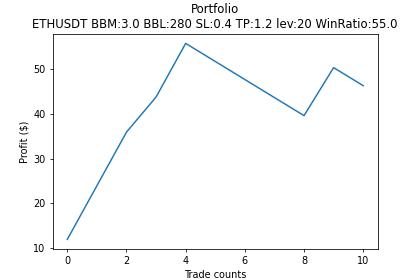 Portfolio
ETHUSDT BBM:3.0 BBL:280 SL:0.4 TP:1.2 lev:20 WinRatio:55.0
50
40
30
20
10
Profit ($)
0 2 4 6 8 10
Trade counts